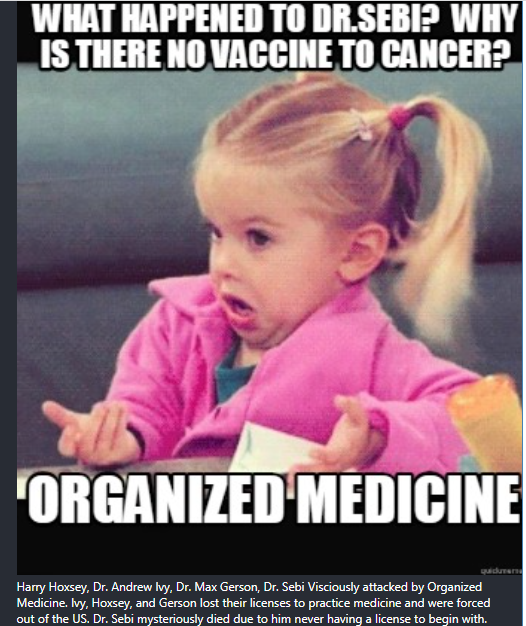 WHAT HAPPENED TO DR.SEBI? WHY
IS THERE NO VACCINE TO CANCER?
ORGANIZED MEDICINE
Harry Hoxsey, Dr. Andrew Ivy, Dr. Max Gerson, Dr. Sebi Visciously attacked by Organized
Medicine. Ivy, Hoxsey, and Gerson lost their licenses to practice medicine and were forced
out of the US. Dr. Sebi mysteriously died due to him never having a license to begin with.